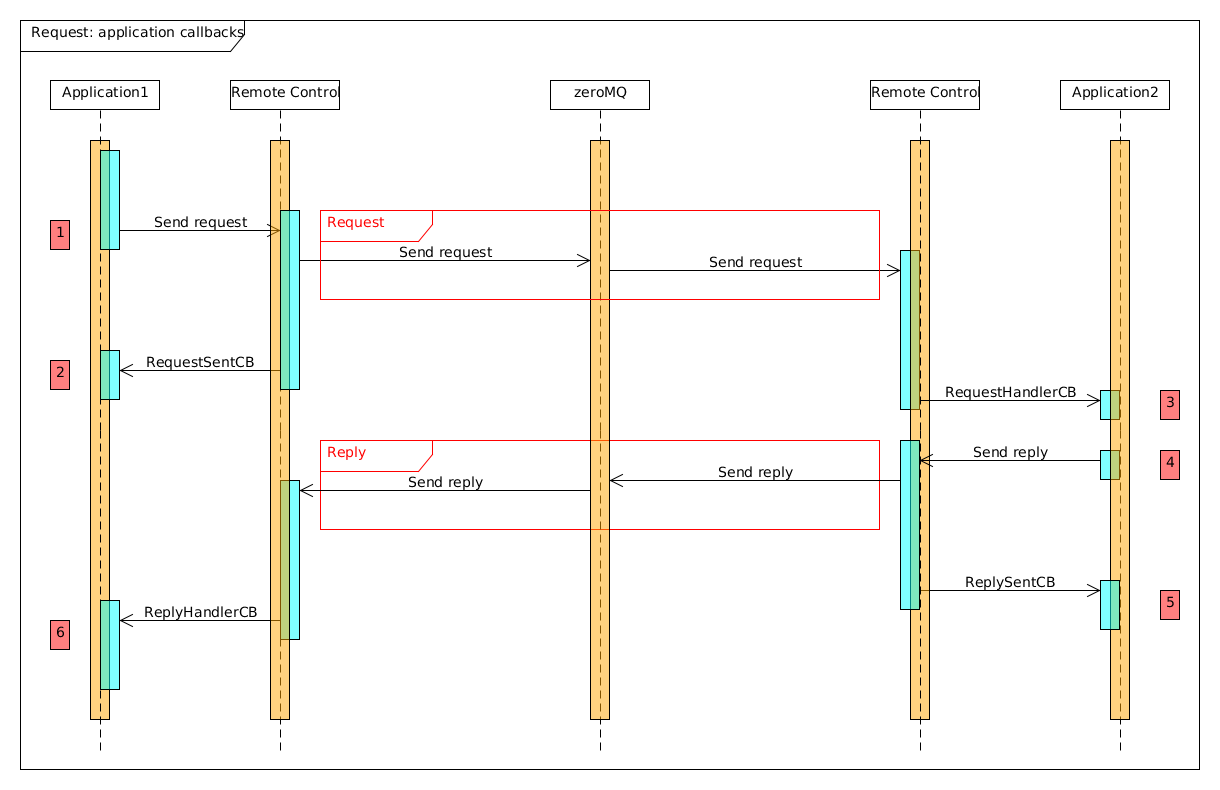 Request: application callbacks
Application1
Remote Control
zeroMQ
Remote Control
Application2
Send request
1
Request
Send request
Send request
RequestSentCB
2
RequestHandlerCB
3
Reply
Send reply
4
Send reply
Send reply
ReplySentCB
5
ReplyHandlerCB
6